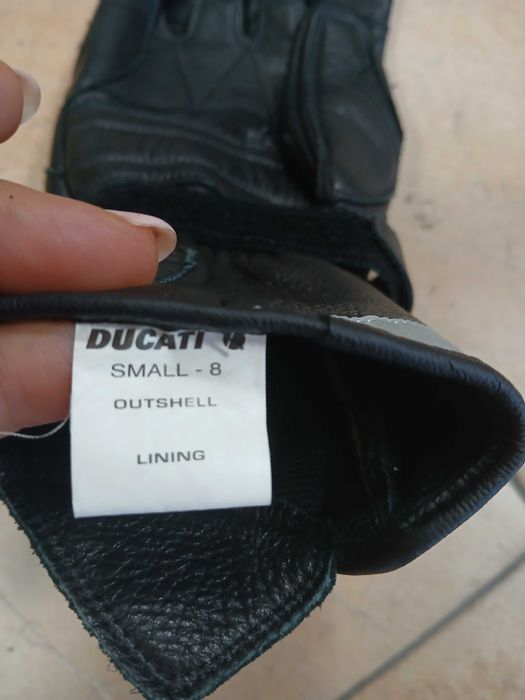 DUCATI
SMALL - 8
OUTSHELL
LINING